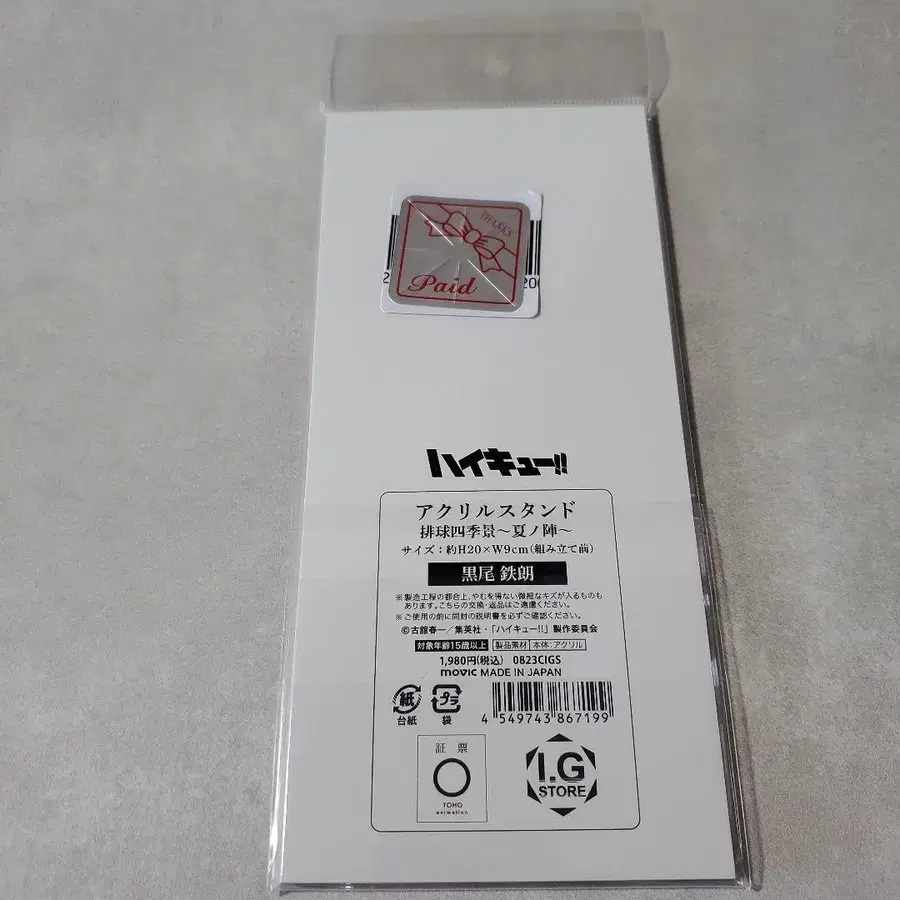 THANKS
Paid
2
200
ハイキュー!!
アクリルスタンド
排球四季景〜夏ノ陣〜
サイズ:約H20×W9cm(組み立て前)
黒尾 鉄朗
※製造工程の都合上、やむを得ない微細なキズが入るものも
あります。こちらの交換・返品はご遠慮ください。
※ご使用の前に同封の説明書を必ずご確認ください。
©古舘春一/集英社・「ハイキュー!!」製作委員会
対象年齢15歳以上 製品素材 本体:アクリル
1,980円(税込) 0823CIGS
movic MADE IN JAPAN
紙 プラ
台紙 袋
4 549743 867199
証票
TOHO
animation
I.G
STORE